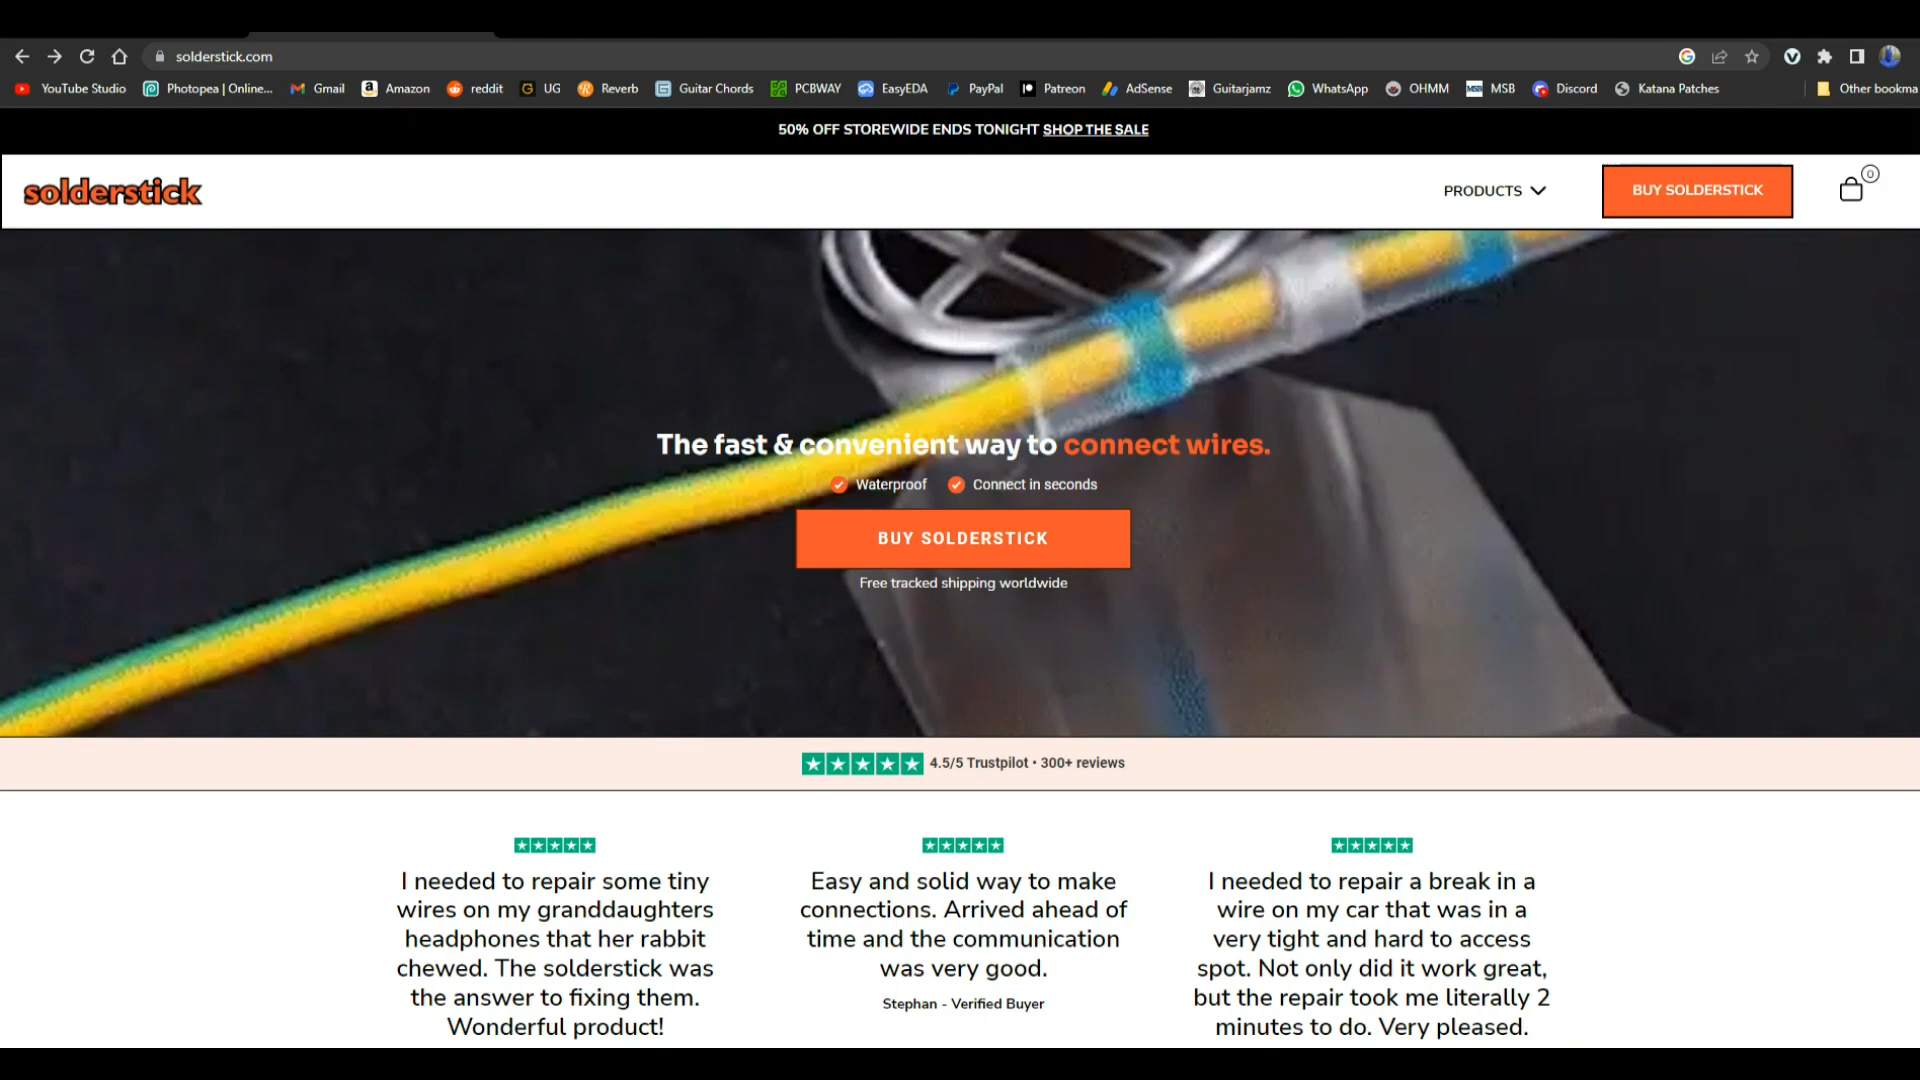 solderstick.com
YouTube Studio Photopea | Online... Gmail Amazon reddit UG Reverb Guitar Chords PCBWAY EasyEDA PayPal Patreon AdSense Guitarjamz WhatsApp OHMM MSB Discord Katana Patches Other bookma
50% OFF STOREWIDE ENDS TONIGHT SHOP THE SALE
solderstick PRODUCTS BUY SOLDERSTICK 0
The fast & convenient way to connect wires.
Waterproof Connect in seconds
BUY SOLDERSTICK
Free tracked shipping worldwide
4.5/5 Trustpilot • 300+ reviews
I needed to repair some tiny
wires on my granddaughters
headphones that her rabbit
chewed. The solderstick was
the answer to fixing them.
Wonderful product!
Easy and solid way to make
connections. Arrived ahead of
time and the communication
was very good.
Stephan - Verified Buyer
I needed to repair a break in a
wire on my car that was in a
very tight and hard to access
spot. Not only did it work great,
but the repair took me literally 2
minutes to do. Very pleased.